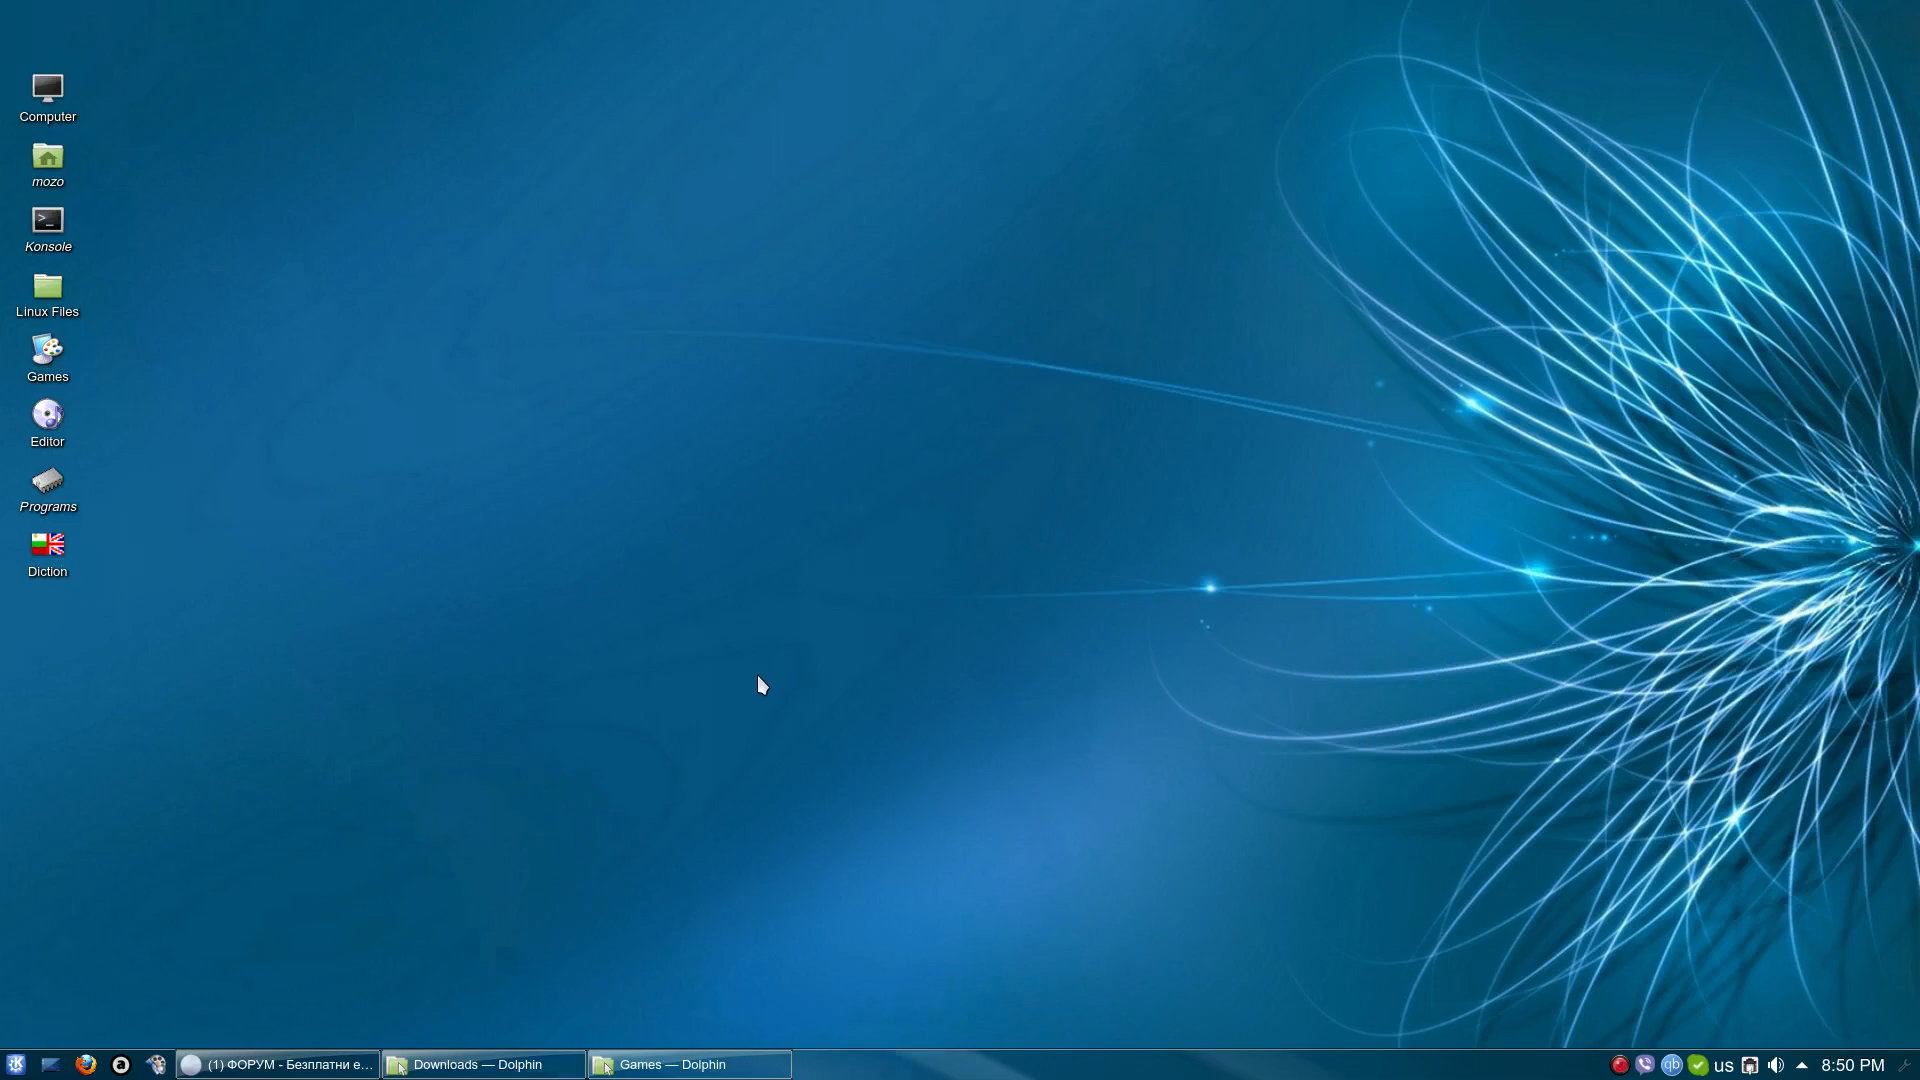 Computer
mozo
Konsole
Linux Files
Games
Editor
Programs
Diction
(1) ФОРУМ - Безплатни е...
Downloads — Dolphin
Games — Dolphin
qb
us
8:50 PM